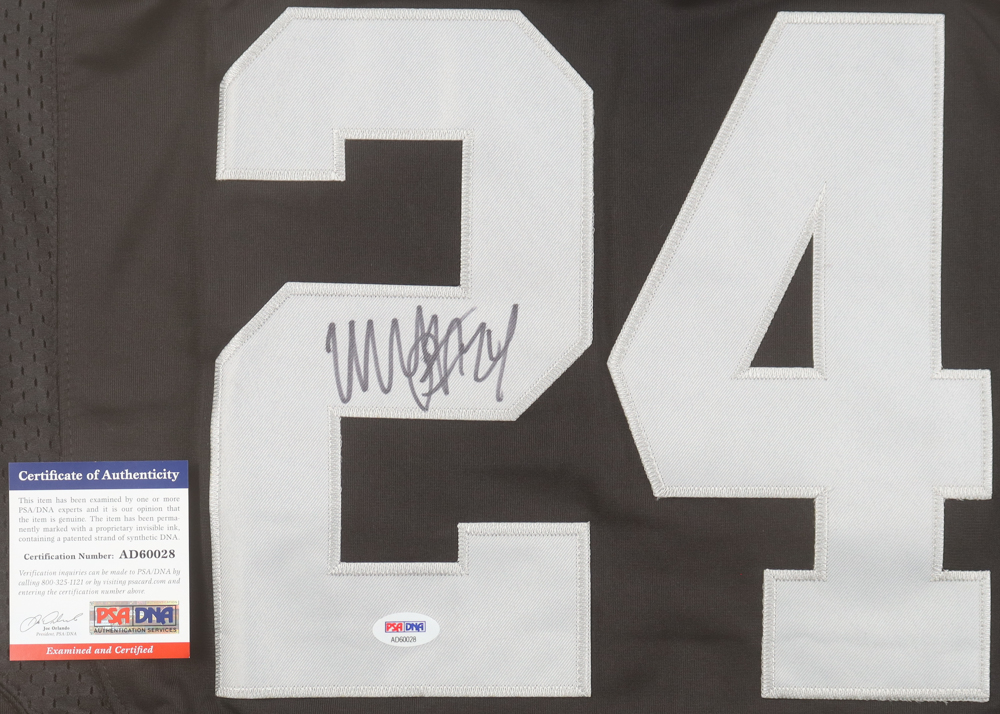 24
Certificate of Authenticity
This item has been examined by one or more
PSA/DNA experts and it is our opinion that
the item is genuine. The item has been perma-
nently marked with a proprietary invisible ink,
containing a patented strand of synthetic DNA.
Certification Number: AD60028
Verification inquiries can be made to PSA/DNA by
calling 800-325-1121 or by visiting psacard.com and
entering the certification number above.
Joe Orlando
President, PSA/DNA
PSA DNA
AUTHENTICATION SERVICES
Examined and Certified
PSA DNA
AD60028